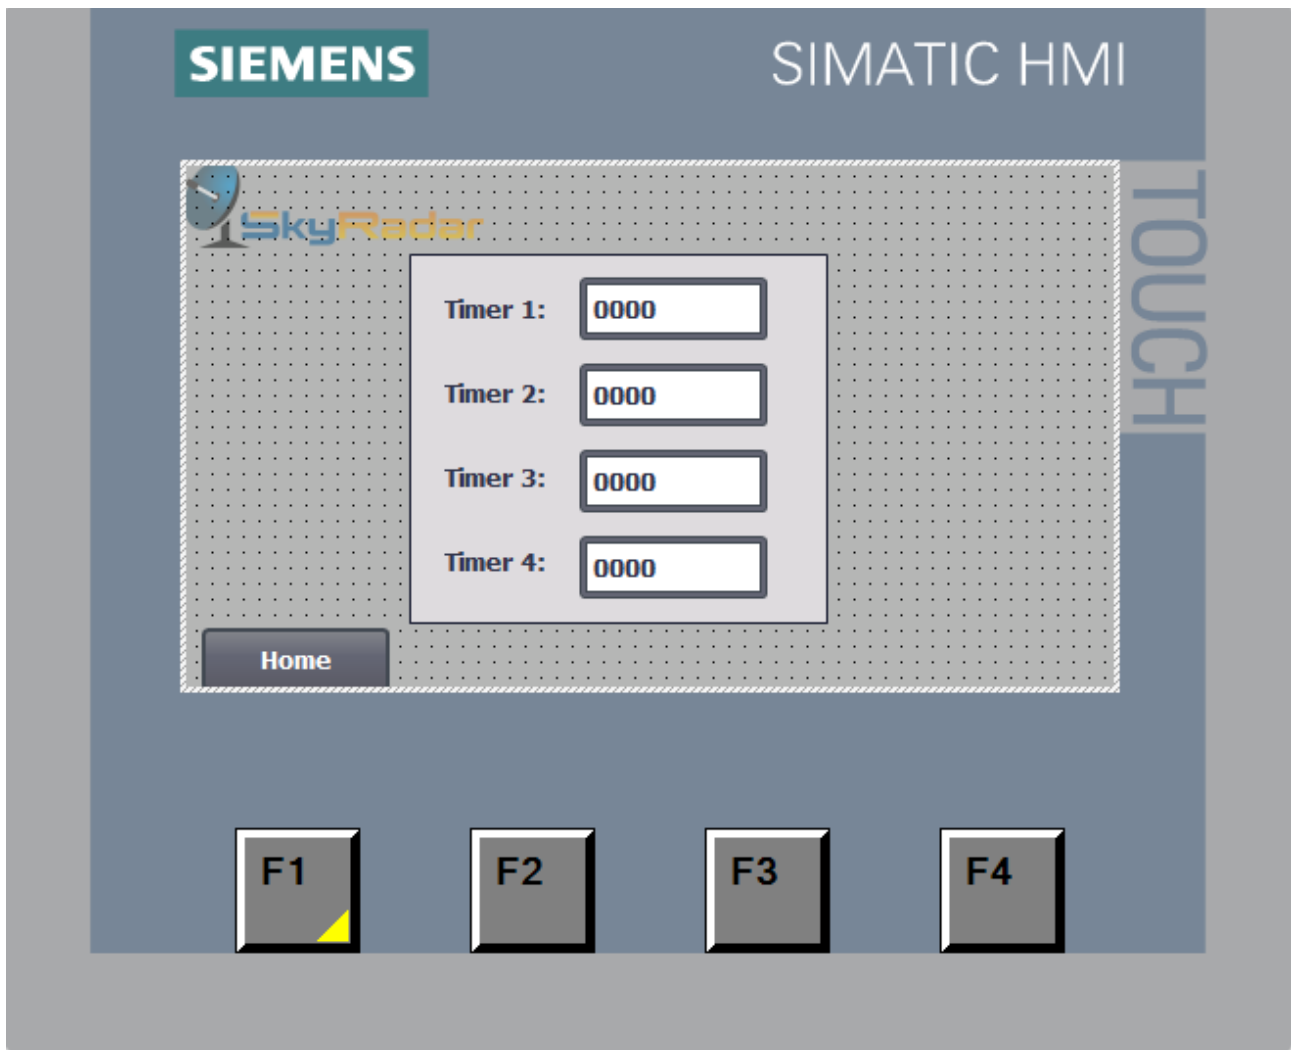 SIEMENS
SIMATIC HMI
TOUCH
SkyRadar
Timer 1: 0000
Timer 2: 0000
Timer 3: 0000
Timer 4: 0000
Home
F1 F2 F3 F4